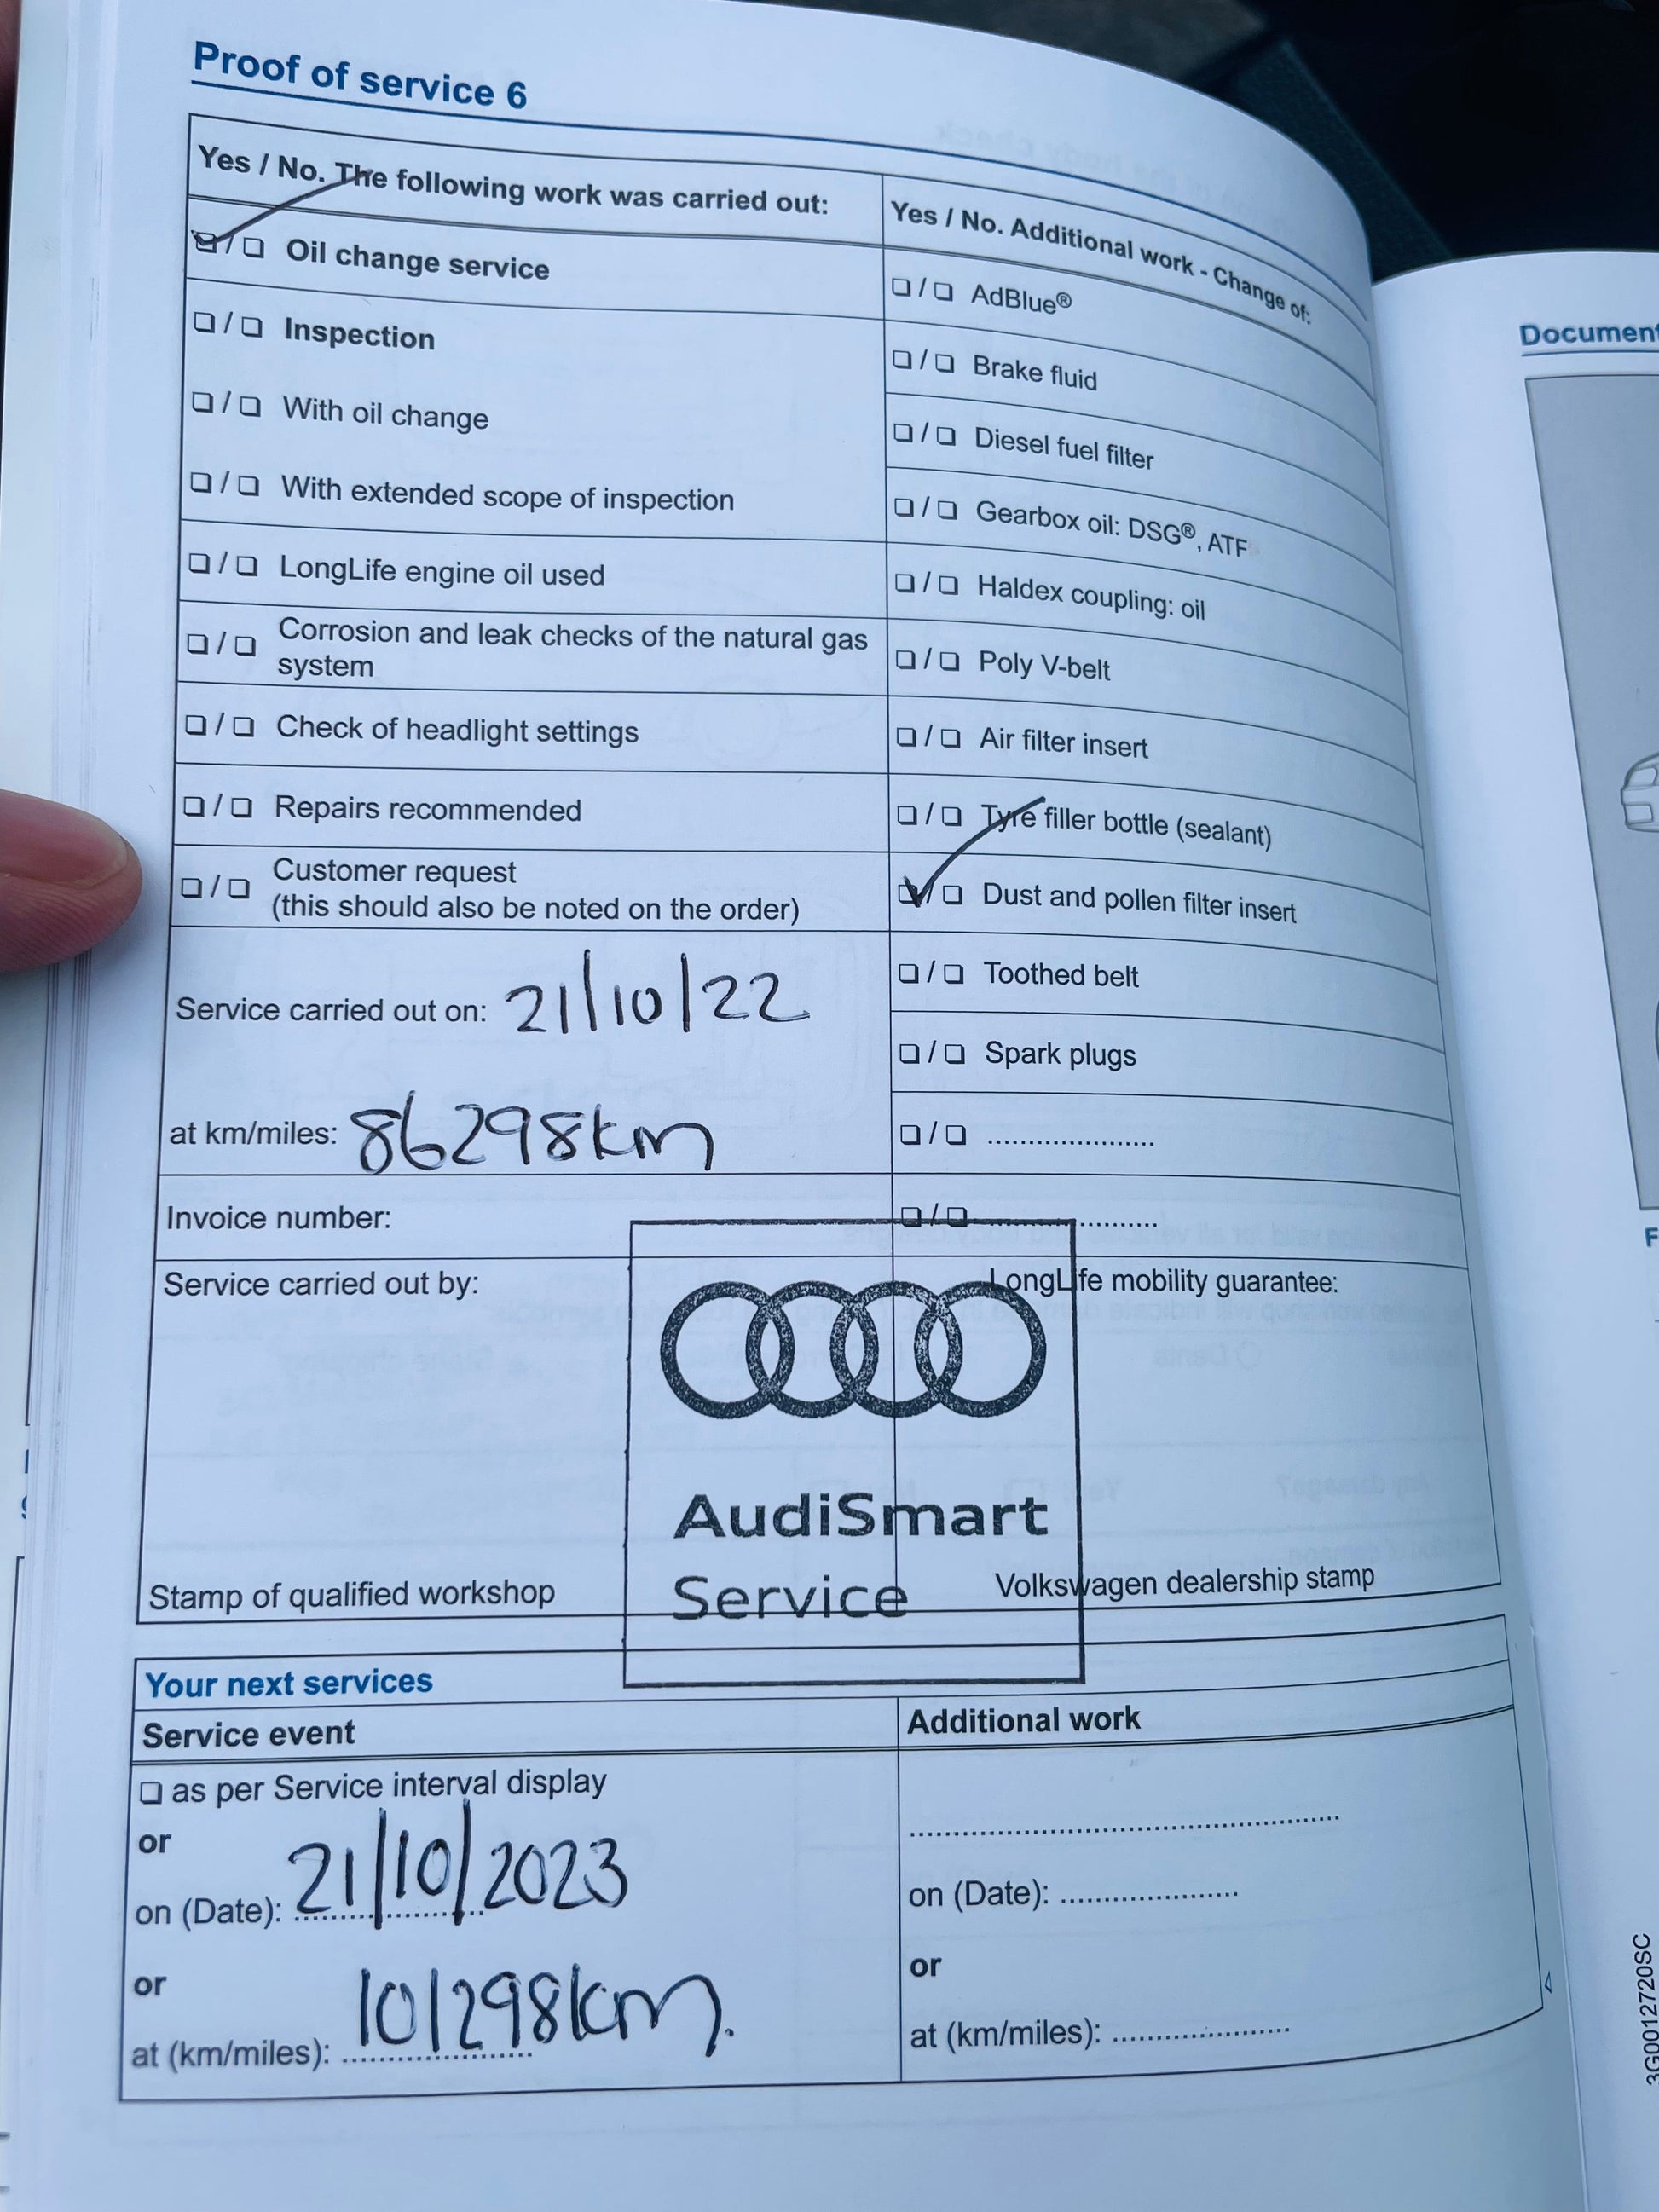 Proof of service 6
Yes / No. The following work was carried out:
❏ / ❏ Oil change service
❏ / ❏ Inspection
❏ / ❏ With oil change
❏ / ❏ With extended scope of inspection
❏ / ❏ LongLife engine oil used
❏ / ❏ Corrosion and leak checks of the natural gas
system
❏ / ❏ Check of headlight settings
❏ / ❏ Repairs recommended
❏ / ❏ Customer request
(this should also be noted on the order)
Service carried out on: 21/10/22
at km/miles: 86298km
Invoice number:
Service carried out by:
Stamp of qualified workshop
Yes / No. Additional work - Change of:
❏ / ❏ AdBlue®
❏ / ❏ Brake fluid
❏ / ❏ Diesel fuel filter
❏ / ❏ Gearbox oil: DSG®, ATF
❏ / ❏ Haldex coupling: oil
❏ / ❏ Poly V-belt
❏ / ❏ Air filter insert
❏ / ❏ Tyre filler bottle (sealant)
❏ / ❏ Dust and pollen filter insert
❏ / ❏ Toothed belt
❏ / ❏ Spark plugs
❏ / ❏ .....................
❏ / ❏ .....................
LongLife mobility guarantee:
Volkswagen dealership stamp
AudiSmart
Service
Your next services
Service event
❏ as per Service interval display
or
on (Date): 21/10/2023
or
at (km/miles): 101298km.
Additional work
.....................
on (Date): .....................
or
at (km/miles): .....................
Document
3G0012720SC